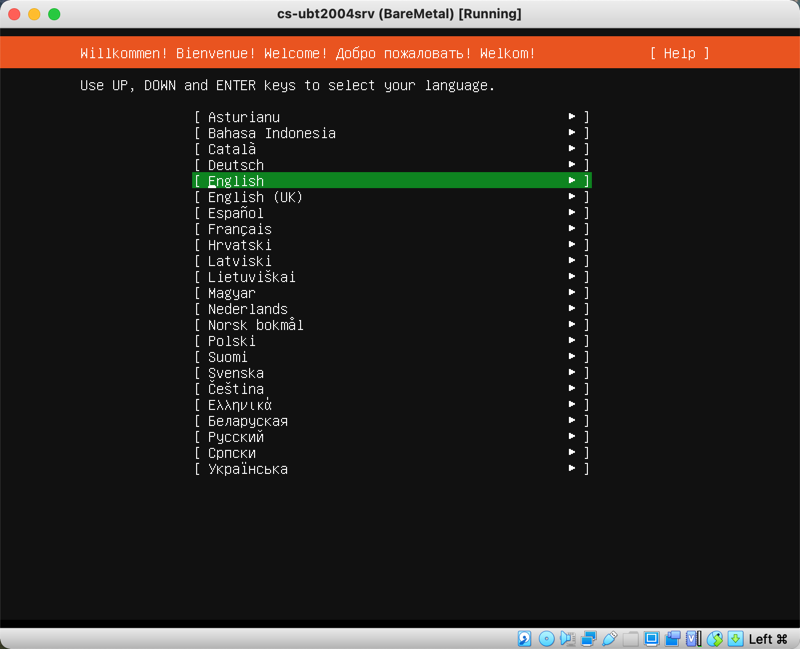 cs-ubt2004srv (BareMetal) [Running]
Willkommen! Bienvenue! Welcome! Добро пожаловать! Welkom! [ Help ]
Use UP, DOWN and ENTER keys to select your language.
[ Asturianu ► ]
[ Bahasa Indonesia ► ]
[ Català ► ]
[ Deutsch ► ]
[ English ► ]
[ English (UK) ► ]
[ Español ► ]
[ Français ► ]
[ Hrvatski ► ]
[ Latviski ► ]
[ Lietuviškai ► ]
[ Magyar ► ]
[ Nederlands ► ]
[ Norsk bokmål ► ]
[ Polski ► ]
[ Suomi ► ]
[ Svenska ► ]
[ Čeština ► ]
[ Ελληνικά ► ]
[ Беларуская ► ]
[ Русский ► ]
[ Српски ► ]
[ Українська ► ]
Left ⌘